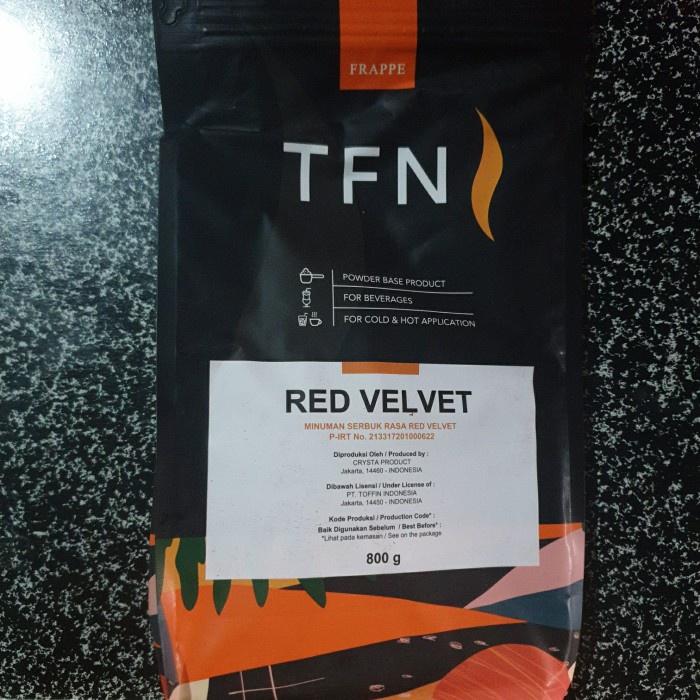 FRAPPE
TFN
POWDER BASE PRODUCT
FOR BEVERAGES
FOR COLD & HOT APPLICATION
RED VELVET
MINUMAN SERBUK RASA RED VELVET
P-IRT No. 213317201000622
Diproduksi Oleh / Produced by :
CRYSTA PRODUCT
Jakarta, 14460 - INDONESIA
Dibawah Lisensi / Under License of :
PT. TOFFIN INDONESIA
Jakarta, 14450 - INDONESIA
Kode Produksi / Production Code* :
Baik Digunakan Sebelum / Best Before* :
*Lihat pada kemasan / See on the package
800 g